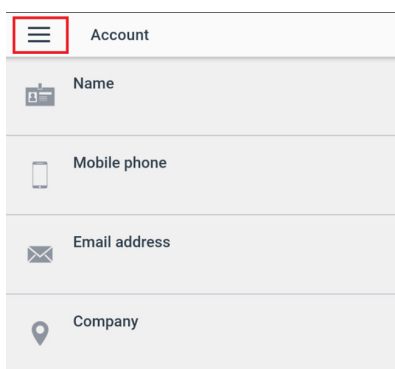 Account
Name
Mobile phone
Email address
Company